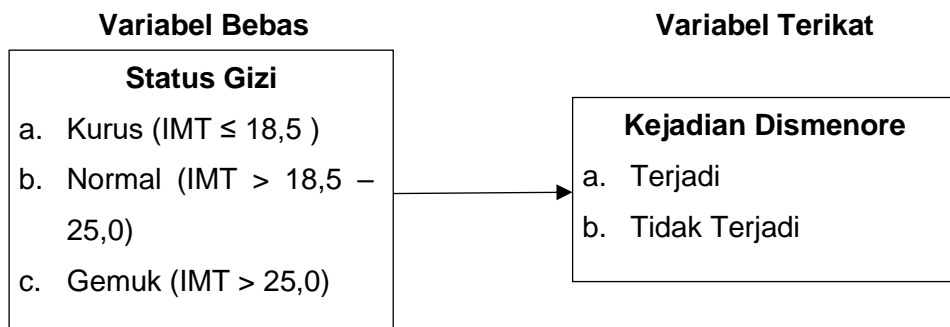 Variabel Bebas
Variabel Terikat
Status Gizi
a. Kurus (IMT ≤ 18,5 )
b. Normal (IMT > 18,5 –
25,0)
c. Gemuk (IMT > 25,0)
Kejadian Dismenore
a. Terjadi
b. Tidak Terjadi